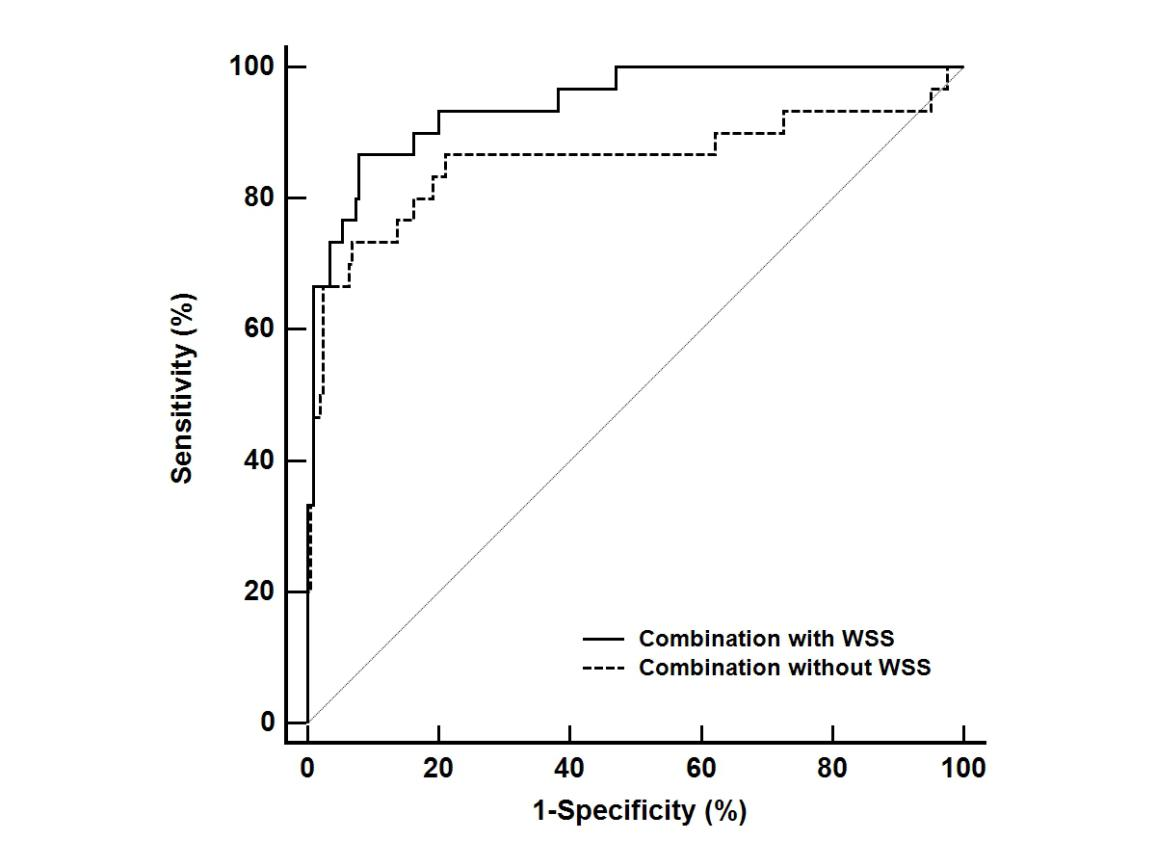 100
80
60
40
20
0
Sensitivity (%)
Combination with WSS
Combination without WSS
0 20 40 60 80 100
1-Specificity (%)